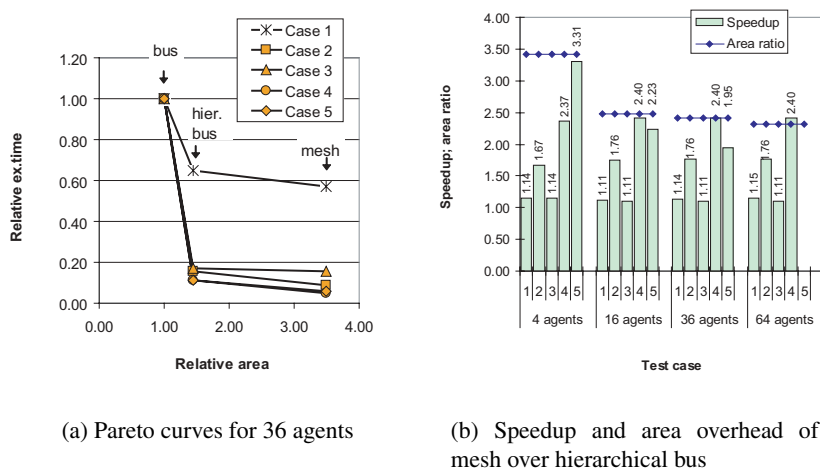 bus
Case 1
Case 2
Case 3
Case 4
Case 5
hier.
bus
mesh
1.20
1.00
0.80
0.60
0.40
0.20
0.00
0.00 1.00 2.00 3.00 4.00
Relative ex.time
Relative area
(a) Pareto curves for 36 agents
Speedup
Area ratio
4.00
3.50
3.00
2.50
2.00
1.50
1.00
0.50
0.00
Speedup; area ratio
1.14 1.67 1.14 2.37 3.31
1.11 1.76 1.11 2.40 2.23
1.14 1.76 1.11 2.40 1.95
1.15 1.76 1.11 2.40
1 2 3 4 5 1 2 3 4 5 1 2 3 4 5 1 2 3 4 5
4 agents 16 agents 36 agents 64 agents
Test case
(b) Speedup and area overhead of
mesh over hierarchical bus